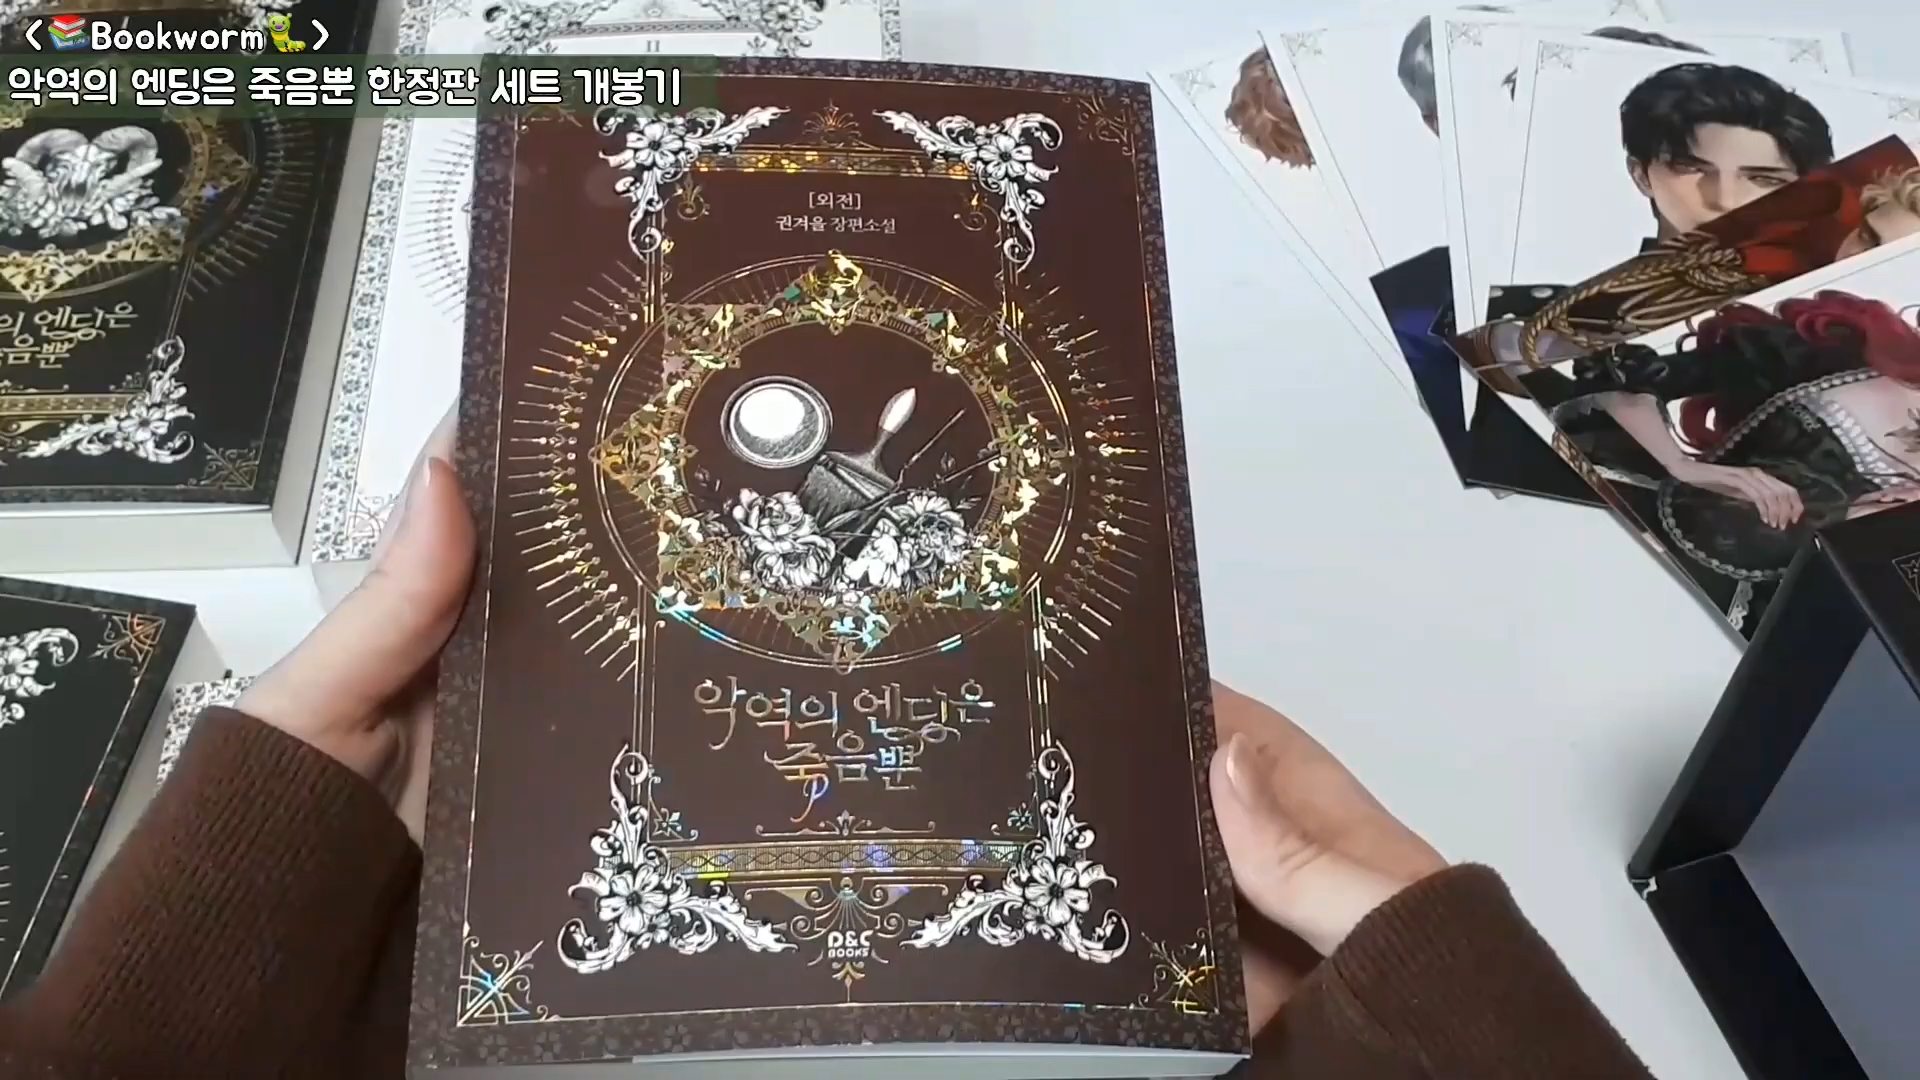 <📚Bookworm🐛>
악역의 엔딩은 죽음뿐 한정판 세트 개봉기
II
[외전]
권겨을 장편소설
악역의 엔딩은
죽음뿐
D&C
BOOKS
의 엔딩은
음뿐